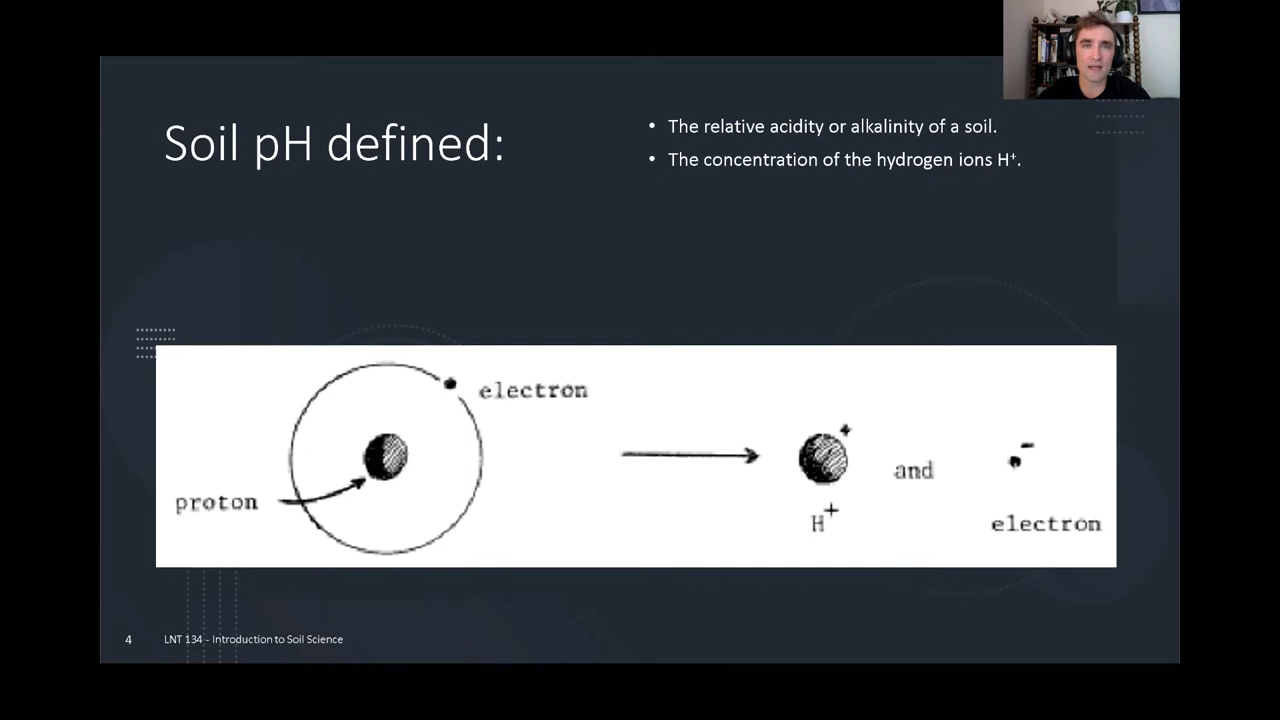 Soil pH defined:
• The relative acidity or alkalinity of a soil.
• The concentration of the hydrogen ions H⁺.
electron
proton
+
H⁺
and
-
electron
4
LNT 134 - Introduction to Soil Science